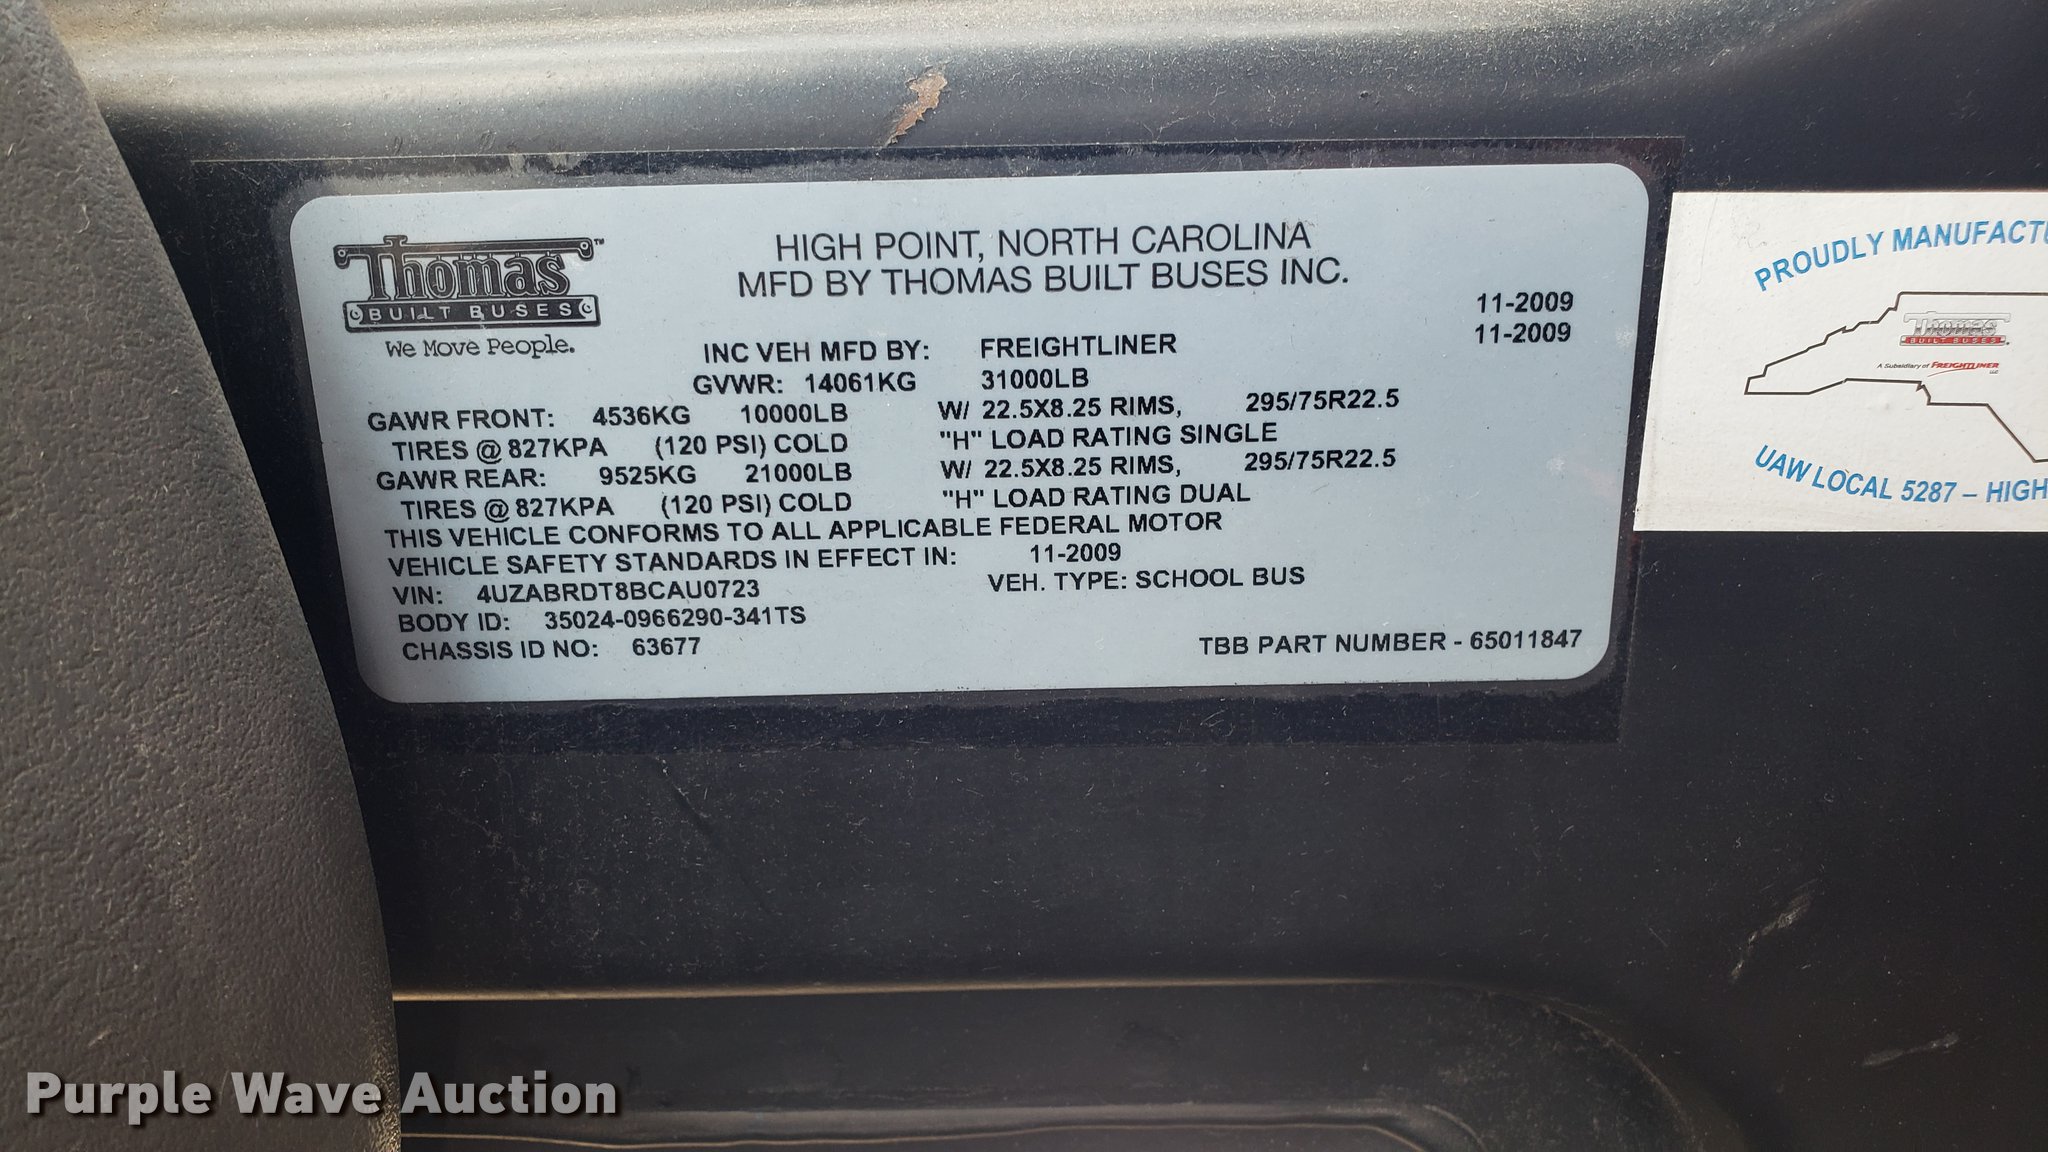 Thomas™
BUILT BUSES
We Move People.
HIGH POINT, NORTH CAROLINA
MFD BY THOMAS BUILT BUSES INC.
11-2009
INC VEH MFD BY: FREIGHTLINER 11-2009
GVWR: 14061KG 31000LB
GAWR FRONT: 4536KG 10000LB W/ 22.5X8.25 RIMS, 295/75R22.5
TIRES @ 827KPA (120 PSI) COLD "H" LOAD RATING SINGLE
GAWR REAR: 9525KG 21000LB W/ 22.5X8.25 RIMS, 295/75R22.5
TIRES @ 827KPA (120 PSI) COLD "H" LOAD RATING DUAL
THIS VEHICLE CONFORMS TO ALL APPLICABLE FEDERAL MOTOR
VEHICLE SAFETY STANDARDS IN EFFECT IN: 11-2009
VIN: 4UZABRDT8BCAU0723 VEH. TYPE: SCHOOL BUS
BODY ID: 35024-0966290-341TS
CHASSIS ID NO: 63677 TBB PART NUMBER - 65011847
PROUDLY MANUFACTU
Thomas
BUILT BUSES
A Subsidiary of FREIGHTLINER
LLC
UAW LOCAL 5287 – HIGH
Purple Wave Auction